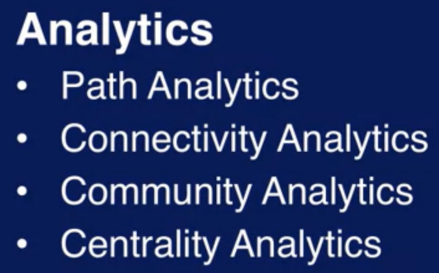 Analytics
• Path Analytics
• Connectivity Analytics
• Community Analytics
• Centrality Analytics